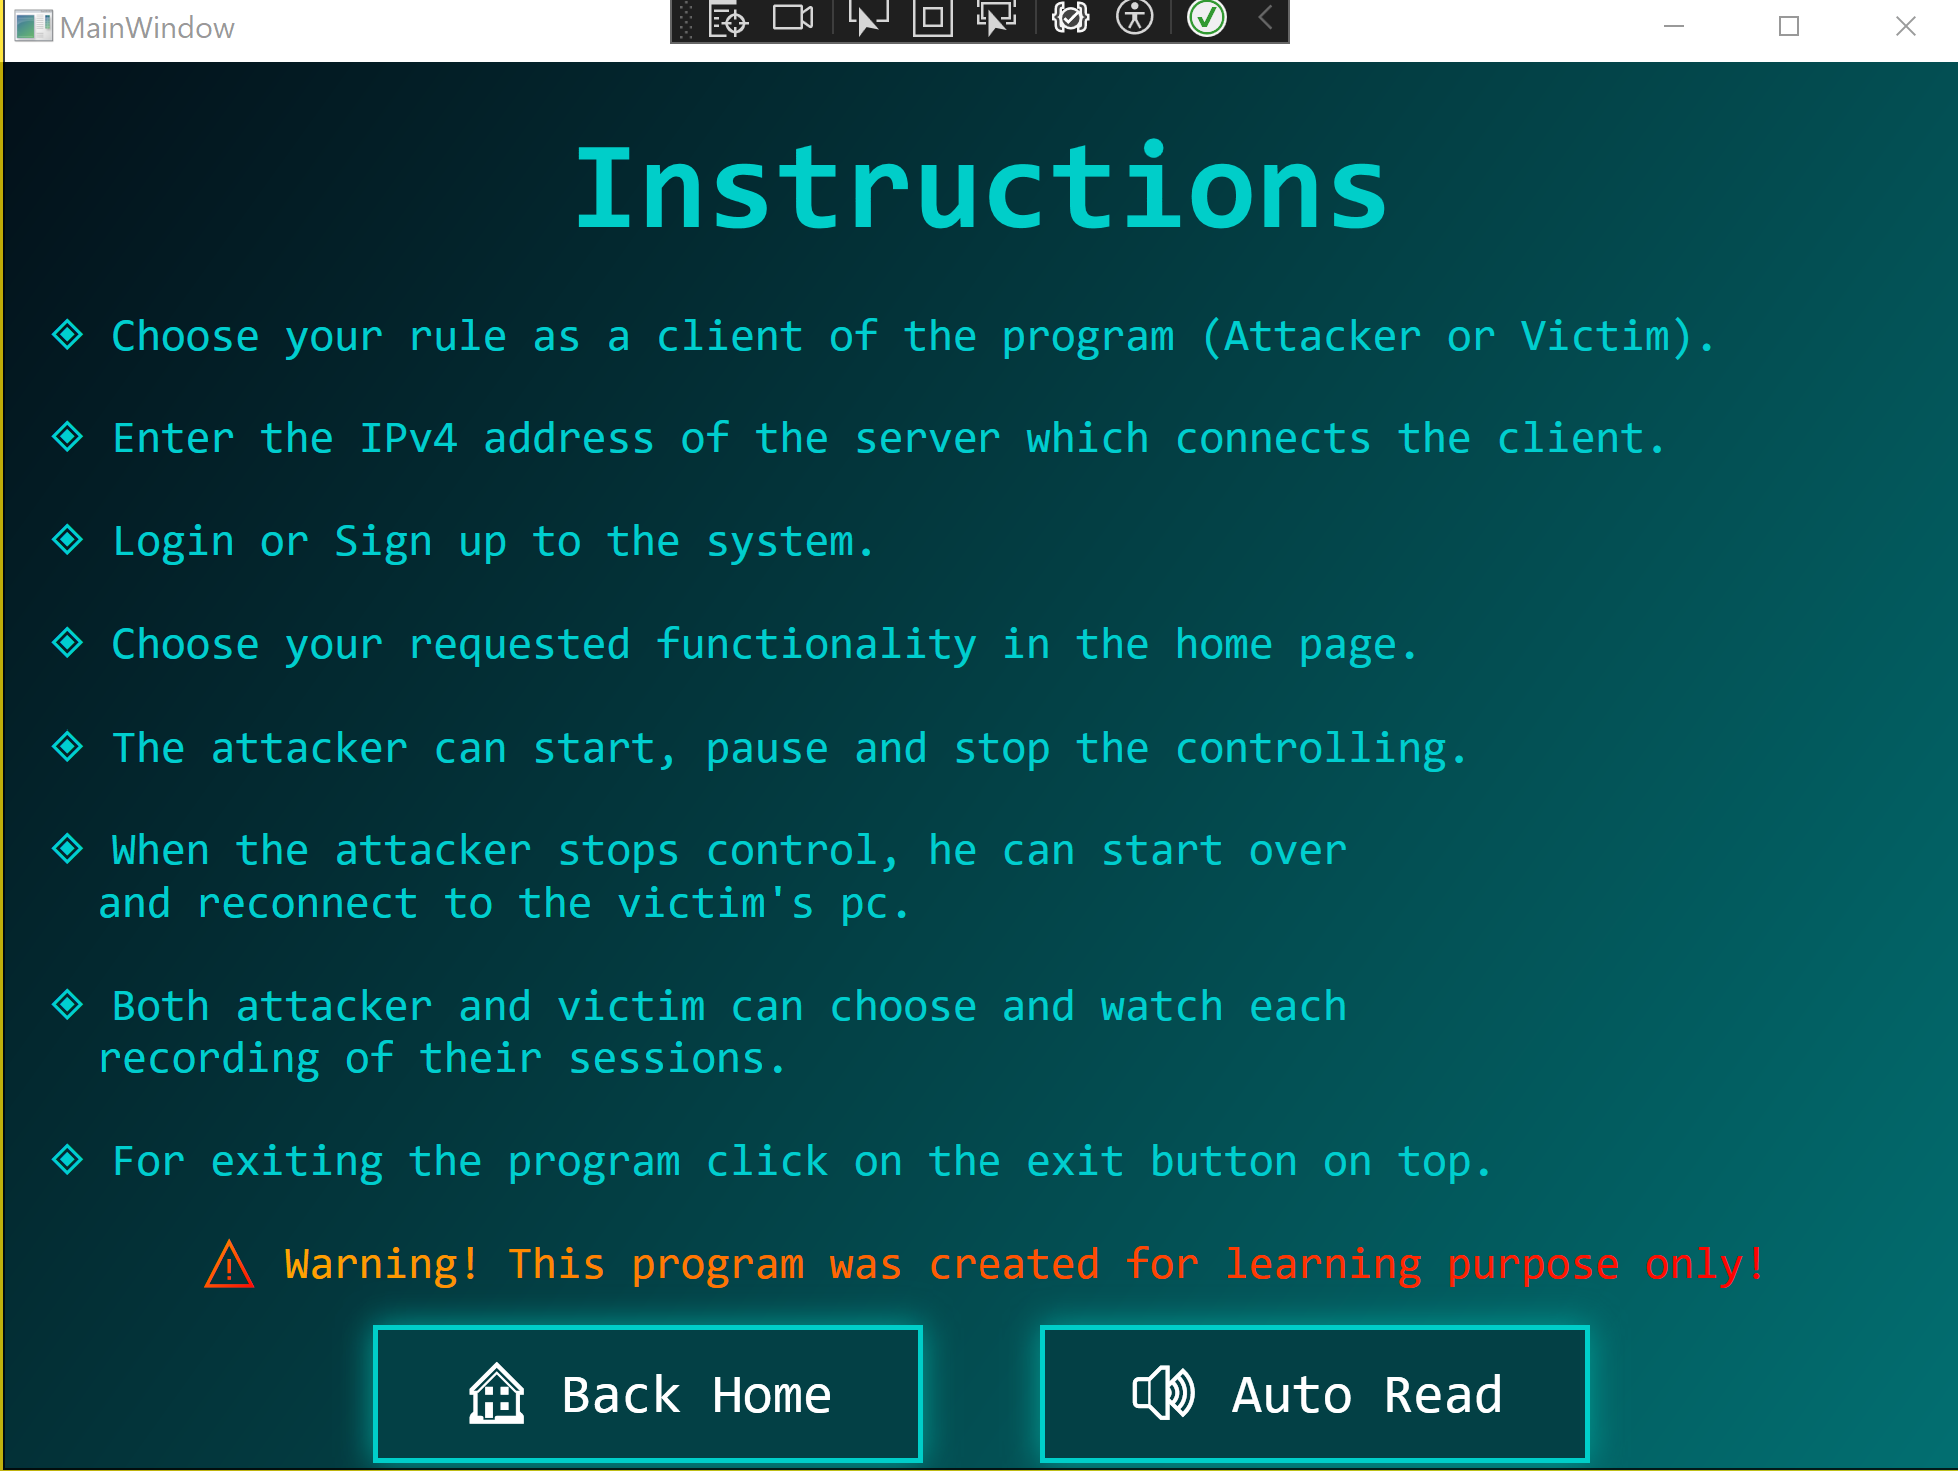 MainWindow
Instructions
Choose your rule as a client of the program (Attacker or Victim).
Enter the IPv4 address of the server which connects the client.
Login or Sign up to the system.
Choose your requested functionality in the home page.
The attacker can start, pause and stop the controlling.
When the attacker stops control, he can start over
and reconnect to the victim's pc.
Both attacker and victim can choose and watch each
recording of their sessions.
For exiting the program click on the exit button on top.
Warning! This program was created for learning purpose only!
Back Home
Auto Read